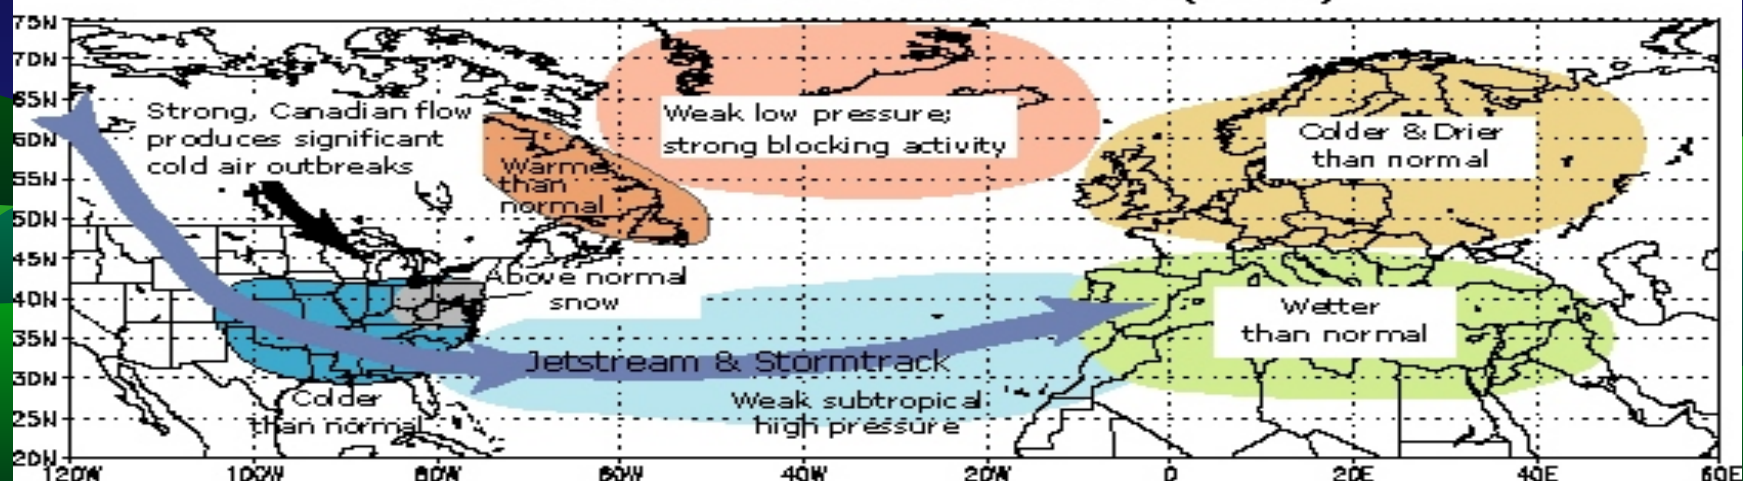 75N
70N
65N
60N
55N
50N
45N
40N
35N
30N
25N
20N
Strong, Canadian flow
produces significant
cold air outbreaks
Warmer
than
normal
Weak low pressure;
strong blocking activity
Colder & Drier
than normal
Above normal
snow
Wetter
than normal
Jetstream & Stormtrack
Colder
than normal
Weak subtropical
high pressure
120W 100W 80W 60W 40W 20W 0 20E 40E 60E